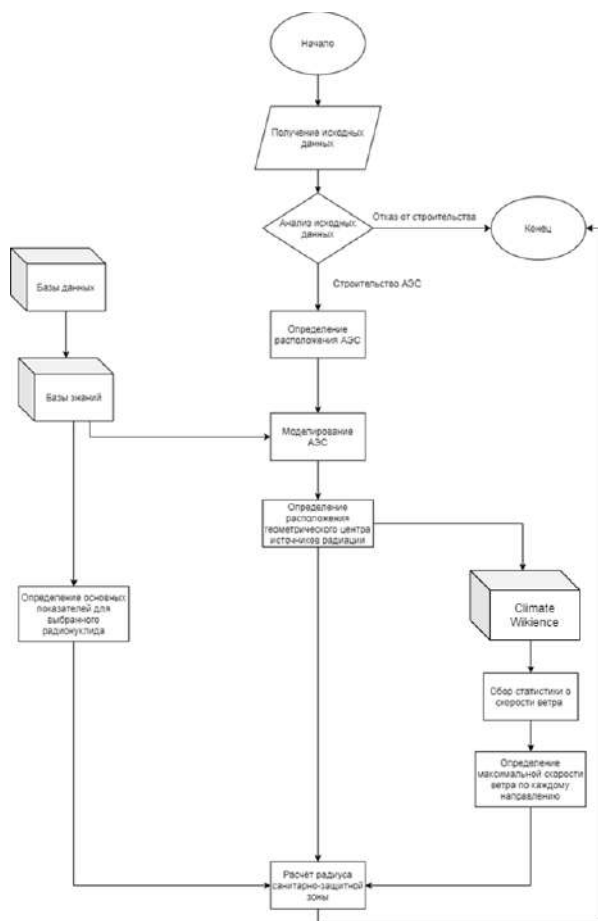 Начало
Получение исходных
данных
Анализ исходных
данных
Отказ от строительства
Конец
Строительство АЭС
Базы данных
Определение
расположения АЭС
Базы знаний
Моделирование
АЭС
Определение
расположения
геометрического центра
источников радиации
Определение основных
показателей для
выбранного
радионуклида
Climate
Wikience
Сбор статистики о
скорости ветра
Определение
максимальной скорости
ветра по каждому
направлению
Расчет радиуса
санитарно-защитной
зоны